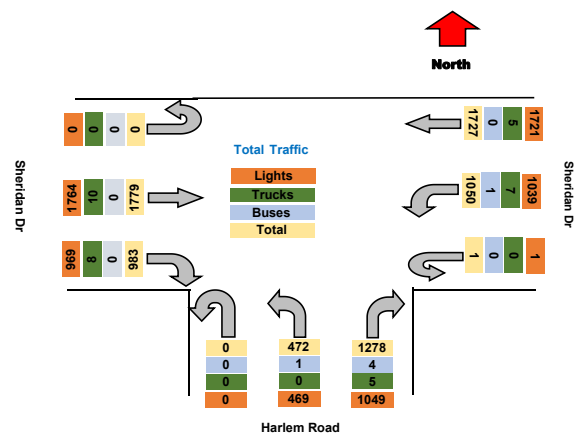 North
0 0 0 0
1727 0 5 1721
Total Traffic
Sheridan Dr
Sheridan Dr
Lights
Trucks
Buses
Total
1764 10 0 1779
1050 1 7 1039
969 8 0 983
1 0 0 1
0 472 1278
0 1 4
0 0 5
0 469 1049
Harlem Road